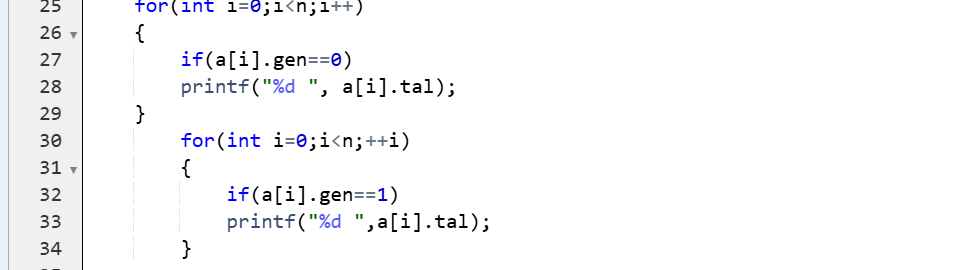 25 for(int i=0;i<n;i++)
26 {
27 if(a[i].gen==0)
28 printf("%d ", a[i].tal);
29 }
30 for(int i=0;i<n;++i)
31 {
32 if(a[i].gen==1)
33 printf("%d ",a[i].tal);
34 }